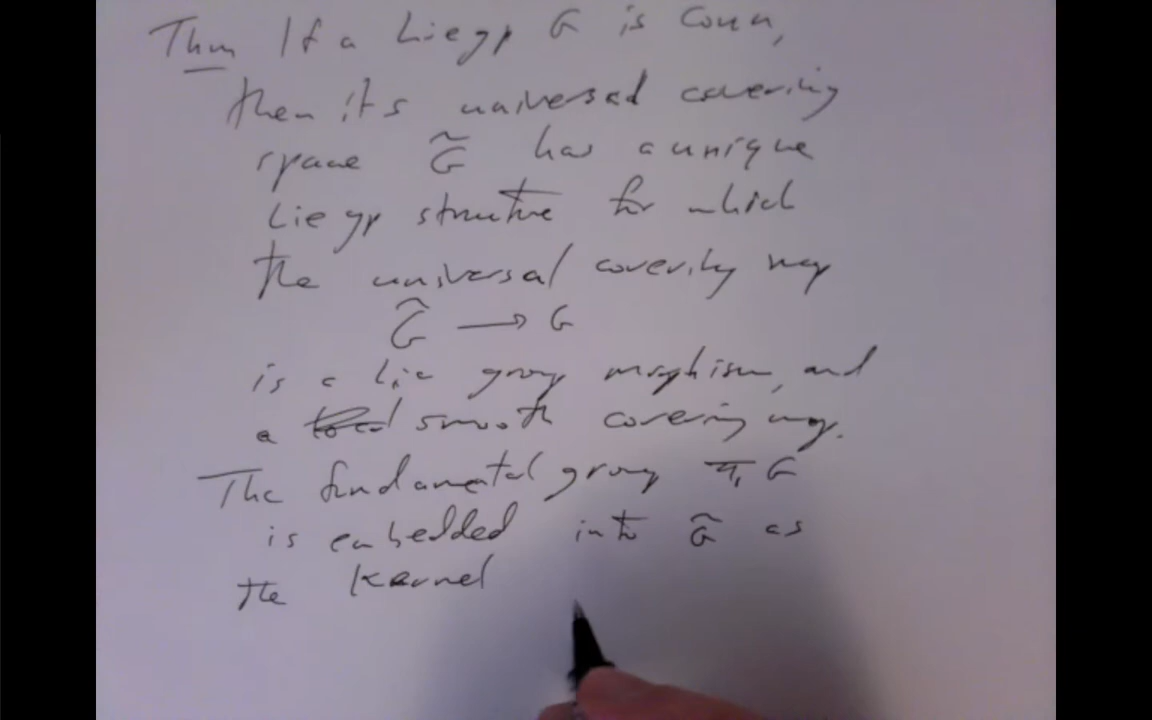 Thm If a Lie gp G is conn,
then its universal covering
space G̃ has a unique
Lie gp structure for which
the universal covering map
G̃ → G
is a Lie group morphism, and
a smooth covering map.
The fundamental group π₁ G
is embedded into G̃ as
the kernel